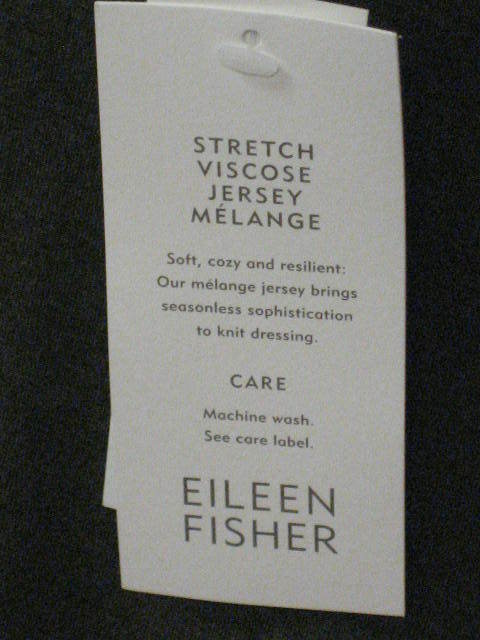 STRETCH
VISCOSE
JERSEY
MÉLANGE
Soft, cozy and resilient:
Our mélange jersey brings
seasonless sophistication
to knit dressing.
CARE
Machine wash.
See care label.
EILEEN
FISHER